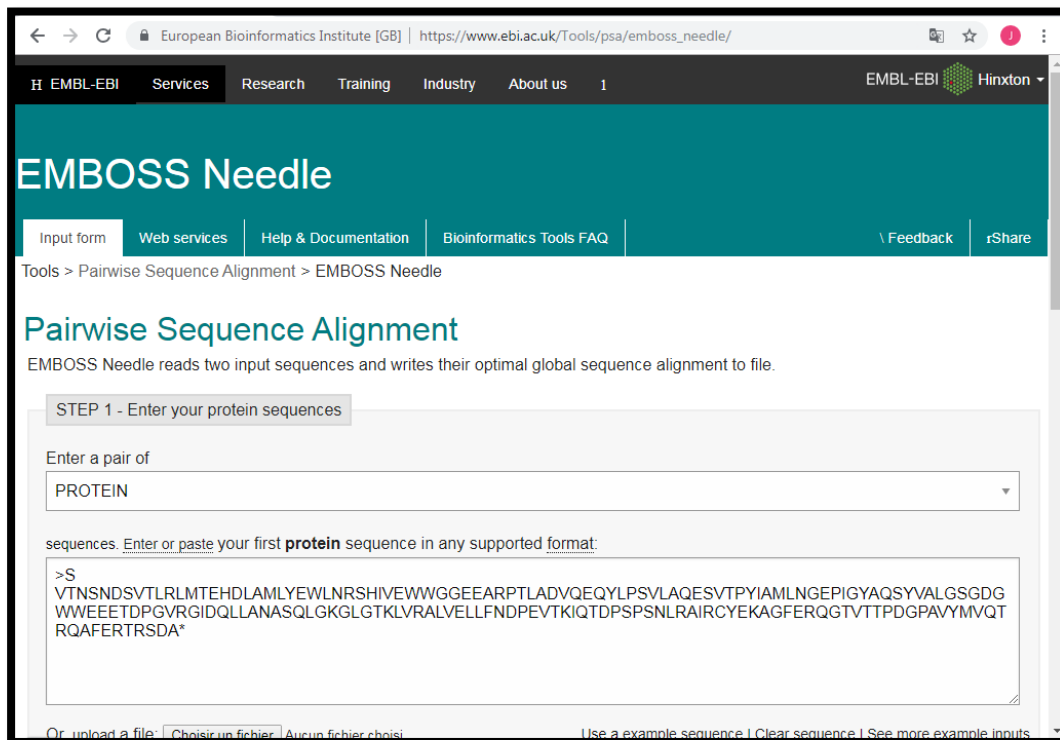 European Bioinformatics Institute [GB] | https://www.ebi.ac.uk/Tools/psa/emboss_needle/ J
H EMBL-EBI Services Research Training Industry About us 1 EMBL-EBI Hinxton
EMBOSS Needle
Input form Web services Help & Documentation Bioinformatics Tools FAQ \ Feedback rShare
Tools > Pairwise Sequence Alignment > EMBOSS Needle
Pairwise Sequence Alignment
EMBOSS Needle reads two input sequences and writes their optimal global sequence alignment to file.
STEP 1 - Enter your protein sequences
Enter a pair of
PROTEIN
sequences. Enter or paste your first protein sequence in any supported format:
>S
VTNSNDSVTLRLMTEHDLAMLYEWLNRSHIVEWWGGEEARPTLADVQEQYLPSVLAQESVTPYIAMLNGEPIGYAQSYVALGSGDG
WWEEETDPGVRGIDQLLANASQLGKGLGTKLVRALVELLFNDPEVTKIQTDPSPSNLRAIRCYEKAGFERQGTVTTPDGPAVYMVQT
RQAFERTRSDA*
Or, upload a file: Choisir un fichier Aucun fichier choisi Use a example sequence | Clear sequence | See more example inputs